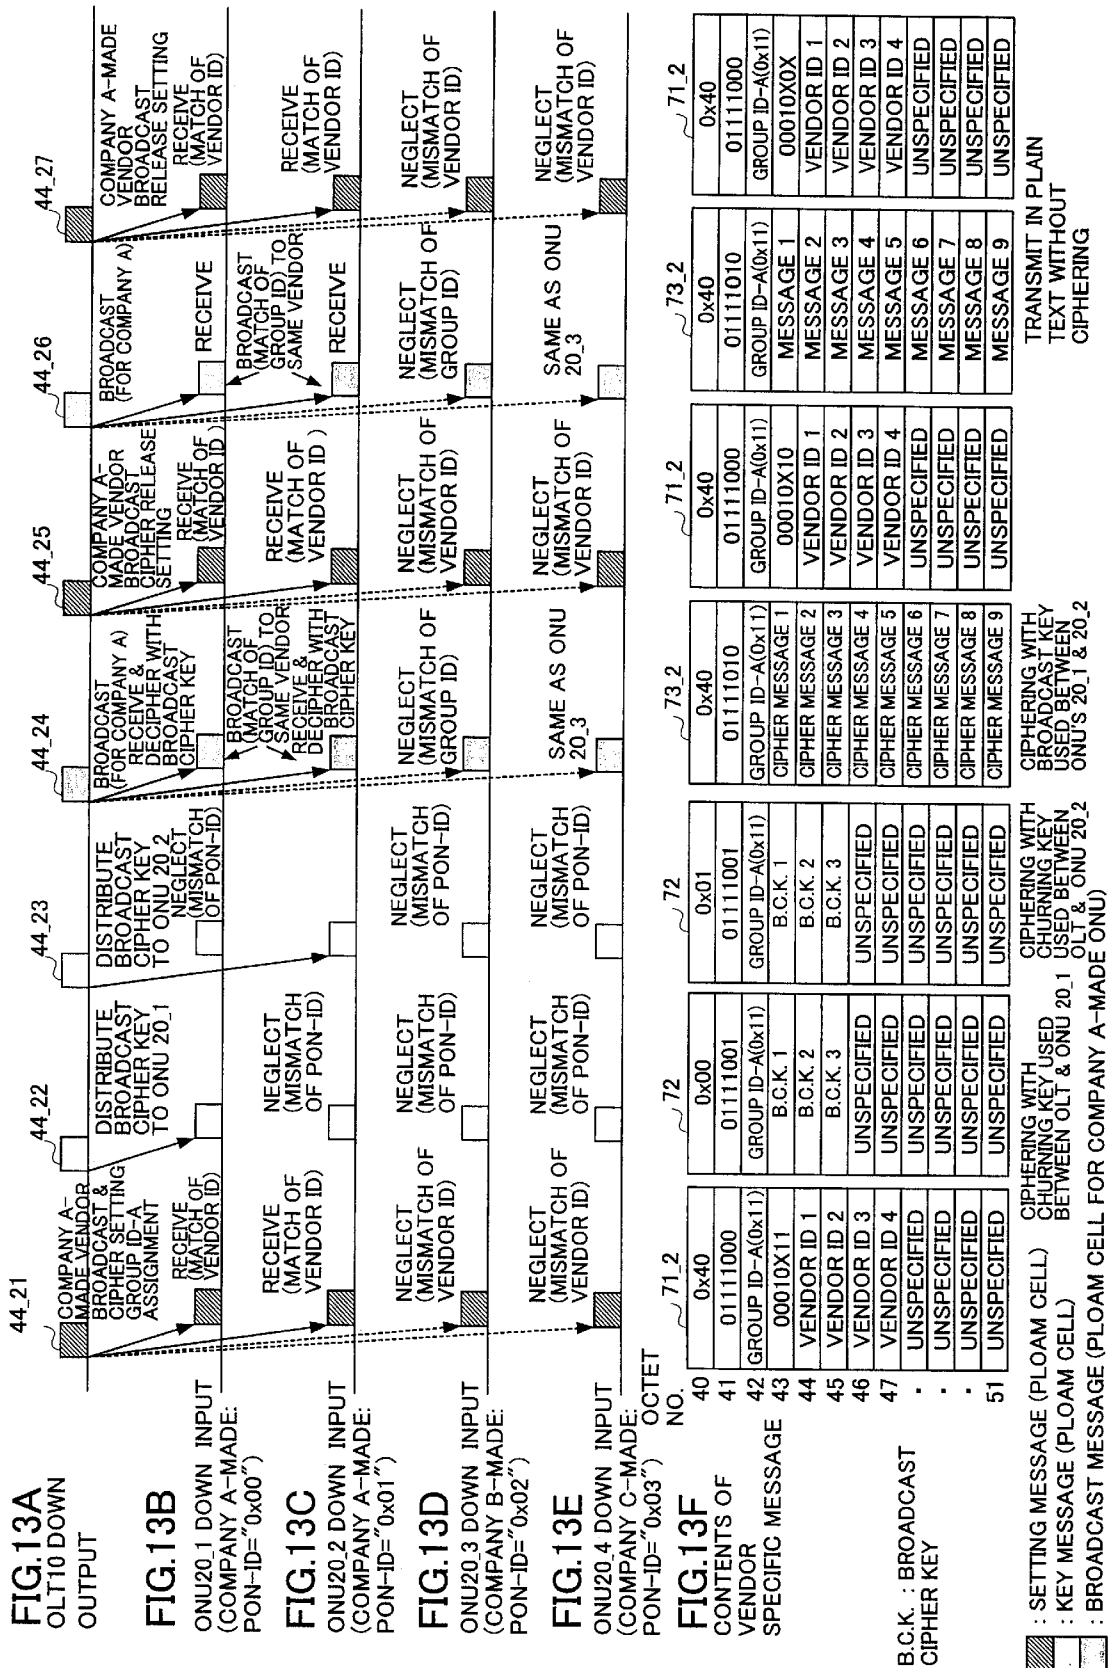 FIG.13A
OLT10 DOWN
OUTPUT
44_21
COMPANY A-
MADE VENDOR
BROADCAST &
CIPHER SETTING
GROUP ID-A
ASSIGNMENT
44_22
DISTRIBUTE
BROADCAST
CIPHER KEY
TO ONU 20_1
44_23
DISTRIBUTE
BROADCAST
CIPHER KEY
TO ONU 20_2
44_24
BROADCAST
(FOR COMPANY A)
44_25
COMPANY A-
MADE VENDOR
BROADCAST
CIPHER RELEASE
SETTING
44_26
BROADCAST
(FOR COMPANY A)
44_27
COMPANY A-MADE
VENDOR
BROADCAST
RELEASE SETTING
FIG.13B
ONU20_1 DOWN INPUT
(COMPANY A-MADE:
PON-ID="0x00")
RECEIVE
(MATCH OF
VENDOR ID)
NEGLECT
(MISMATCH
OF PON-ID)
RECEIVE &
DECIPHER WITH
BROADCAST
CIPHER KEY
RECEIVE
(MATCH OF
VENDOR ID )
RECEIVE
RECEIVE
(MATCH OF
VENDOR ID)
BROADCAST
(MATCH OF
GROUP ID) TO
SAME VENDOR
BROADCAST
(MATCH OF
GROUP ID) TO
SAME VENDOR
FIG.13C
ONU20_2 DOWN INPUT
(COMPANY A-MADE:
PON-ID="0x01")
RECEIVE
(MATCH OF
VENDOR ID)
NEGLECT
(MISMATCH
OF PON-ID)
RECEIVE &
DECIPHER WITH
BROADCAST
CIPHER KEY
RECEIVE
(MATCH OF
VENDOR ID )
RECEIVE
RECEIVE
(MATCH OF
VENDOR ID)
FIG.13D
ONU20_3 DOWN INPUT
(COMPANY B-MADE:
PON-ID="0x02")
NEGLECT
(MISMATCH OF
VENDOR ID)
NEGLECT
(MISMATCH
OF PON-ID)
NEGLECT
(MISMATCH
OF PON-ID)
NEGLECT
(MISMATCH OF
GROUP ID)
NEGLECT
(MISMATCH OF
VENDOR ID)
NEGLECT
(MISMATCH OF
GROUP ID)
NEGLECT
(MISMATCH OF
VENDOR ID)
FIG.13E
ONU20_4 DOWN INPUT
(COMPANY C-MADE:
PON-ID="0x03")
NEGLECT
(MISMATCH OF
VENDOR ID)
NEGLECT
(MISMATCH
OF PON-ID)
NEGLECT
(MISMATCH
OF PON-ID)
SAME AS ONU
20_3
NEGLECT
(MISMATCH OF
VENDOR ID)
SAME AS ONU
20_3
NEGLECT
(MISMATCH OF
VENDOR ID)
FIG.13F
CONTENTS OF
VENDOR
SPECIFIC MESSAGE
OCTET
NO.
40
41
42
43
44
45
46
47
·
·
·
51
71_2
0x40
01111000
GROUP ID-A(0x11)
00010X11
VENDOR ID 1
VENDOR ID 2
VENDOR ID 3
VENDOR ID 4
UNSPECIFIED
UNSPECIFIED
UNSPECIFIED
UNSPECIFIED
72
0x00
01111001
GROUP ID-A(0x11)
B.C.K. 1
B.C.K. 2
B.C.K. 3
UNSPECIFIED
UNSPECIFIED
UNSPECIFIED
UNSPECIFIED
UNSPECIFIED
UNSPECIFIED
CIPHERING WITH
CHURNING KEY USED
BETWEEN OLT & ONU 20_1
72
0x01
01111001
GROUP ID-A(0x11)
B.C.K. 1
B.C.K. 2
B.C.K. 3
UNSPECIFIED
UNSPECIFIED
UNSPECIFIED
UNSPECIFIED
UNSPECIFIED
UNSPECIFIED
CIPHERING WITH
CHURNING KEY
USED BETWEEN
OLT & ONU 20_2
73_2
0x40
01111010
GROUP ID-A(0x11)
CIPHER MESSAGE 1
CIPHER MESSAGE 2
CIPHER MESSAGE 3
CIPHER MESSAGE 4
CIPHER MESSAGE 5
CIPHER MESSAGE 6
CIPHER MESSAGE 7
CIPHER MESSAGE 8
CIPHER MESSAGE 9
CIPHERING WITH
BROADCAST KEY
USED BETWEEN
ONU'S 20_1 & 20_2
71_2
0x40
01111000
GROUP ID-A(0x11)
00010X10
VENDOR ID 1
VENDOR ID 2
VENDOR ID 3
VENDOR ID 4
UNSPECIFIED
UNSPECIFIED
UNSPECIFIED
UNSPECIFIED
73_2
0x40
01111010
GROUP ID-A(0x11)
MESSAGE 1
MESSAGE 2
MESSAGE 3
MESSAGE 4
MESSAGE 5
MESSAGE 6
MESSAGE 7
MESSAGE 8
MESSAGE 9
TRANSMIT IN PLAIN
TEXT WITHOUT
CIPHERING
71_2
0x40
01111000
GROUP ID-A(0x11)
00010X0X
VENDOR ID 1
VENDOR ID 2
VENDOR ID 3
VENDOR ID 4
UNSPECIFIED
UNSPECIFIED
UNSPECIFIED
UNSPECIFIED
B.C.K. : BROADCAST
CIPHER KEY
: SETTING MESSAGE (PLOAM CELL)
: KEY MESSAGE (PLOAM CELL)
: BROADCAST MESSAGE (PLOAM CELL FOR COMPANY A-MADE ONU)